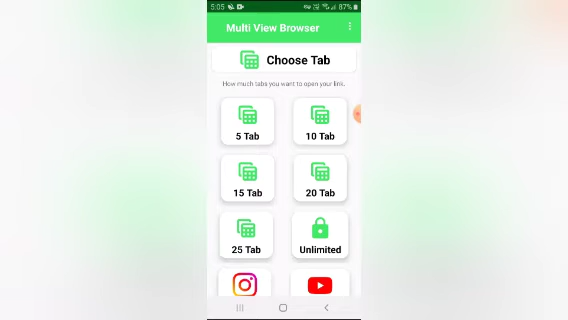 5:05 87%
Multi View Browser
Choose Tab
How much tabs you want to open your link.
5 Tab 10 Tab
15 Tab 20 Tab
25 Tab Unlimited